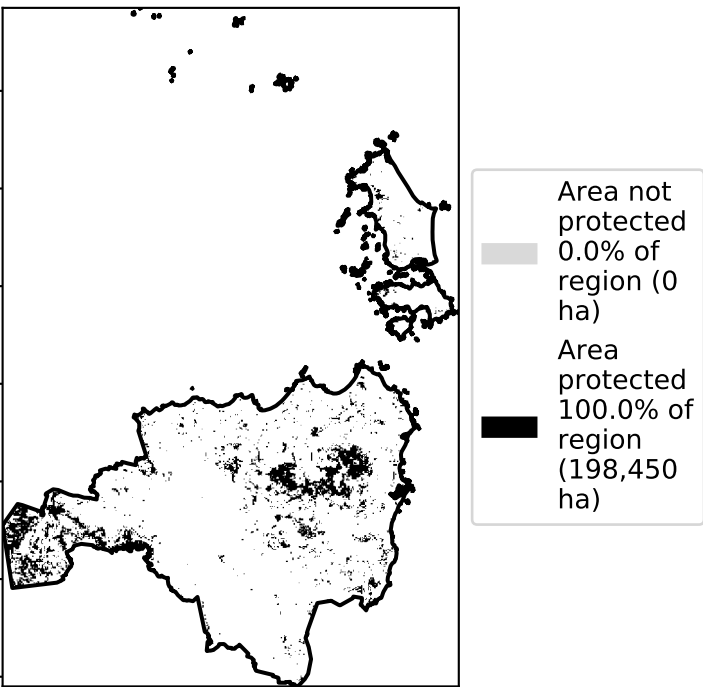 Area not
protected
0.0% of
region (0
ha)
Area
protected
100.0% of
region
(198,450
ha)